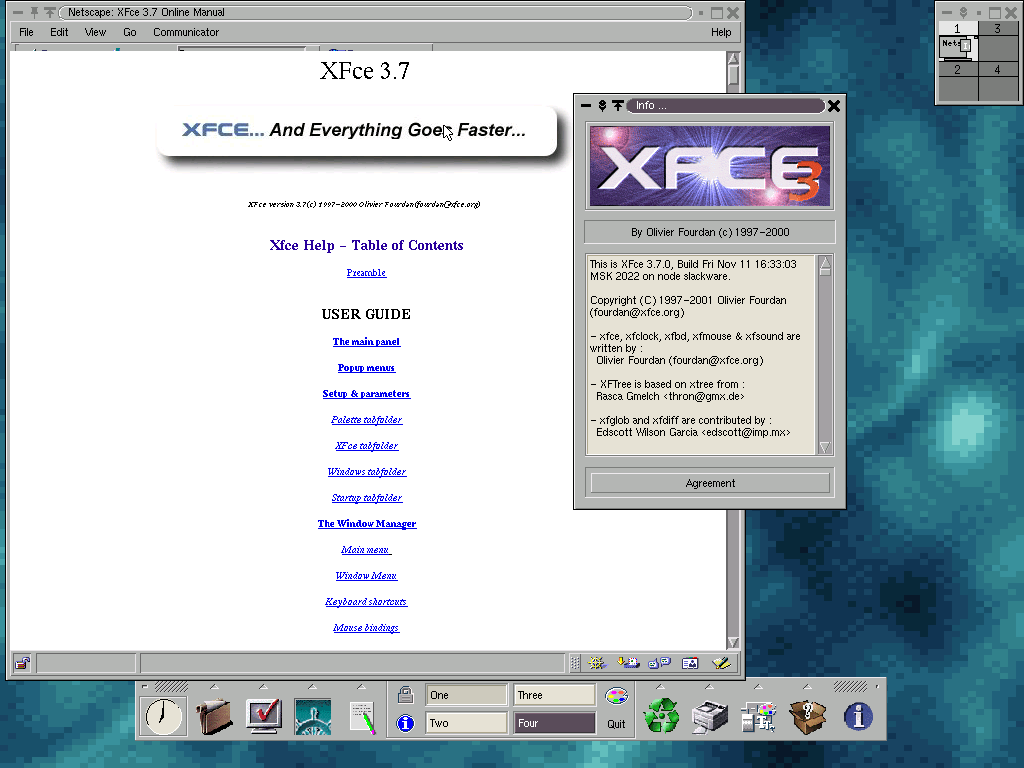 Netscape: XFce 3.7 Online Manual
File Edit View Go Communicator Help
XFce 3.7
XFCE... And Everything Goes Faster...
XFce version 3.7(c) 1997-2000 Olivier Fourdan(fourdan@xfce.org)
Xfce Help - Table of Contents
Preamble
USER GUIDE
The main panel
Popup menus
Setup & parameters
Palette tabfolder
XFce tabfolder
Windows tabfolder
Startup tabfolder
The Window Manager
Main menu
Window Menu
Keyboard shortcuts
Mouse bindings
Info ...
XFCE 3
By Olivier Fourdan (c) 1997-2000
This is XFce 3.7.0, Build Fri Nov 11 16:33:03
MSK 2022 on node slackware.
Copyright (C) 1997-2001 Olivier Fourdan
(fourdan@xfce.org)
- xfce, xfclock, xfbd, xfmouse & xfsound are
written by :
Olivier Fourdan (fourdan@xfce.org)
- XFTree is based on xtree from :
Rasca Gmelch <thron@gmx.de>
- xfglob and xfdiff are contributed by :
Edscott Wilson Garcia <edscott@imp.mx>
Agreement
1 3
Nets
2 4
One Three
Two Four Quit